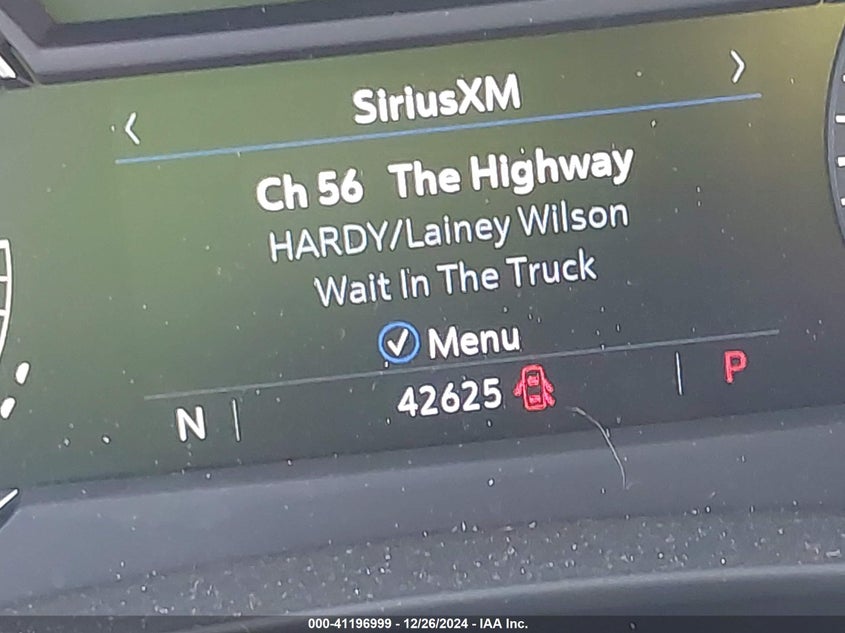 SiriusXM
Ch 56 The Highway
HARDY/Lainey Wilson
Wait In The Truck
Menu
42625
N P
000-41196999 - 12/26/2024 - IAA Inc.